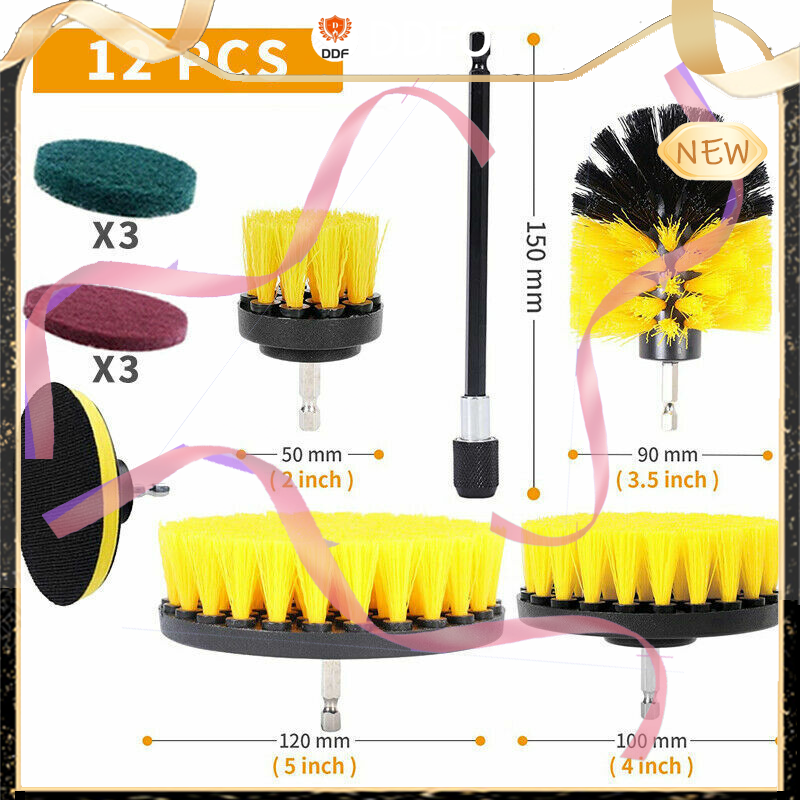 12 PCS
DDF
NEW
X3
X3
150 mm
50 mm
( 2 inch )
90 mm
( 3.5 inch )
120 mm
( 5 inch )
100 mm
( 4 inch )